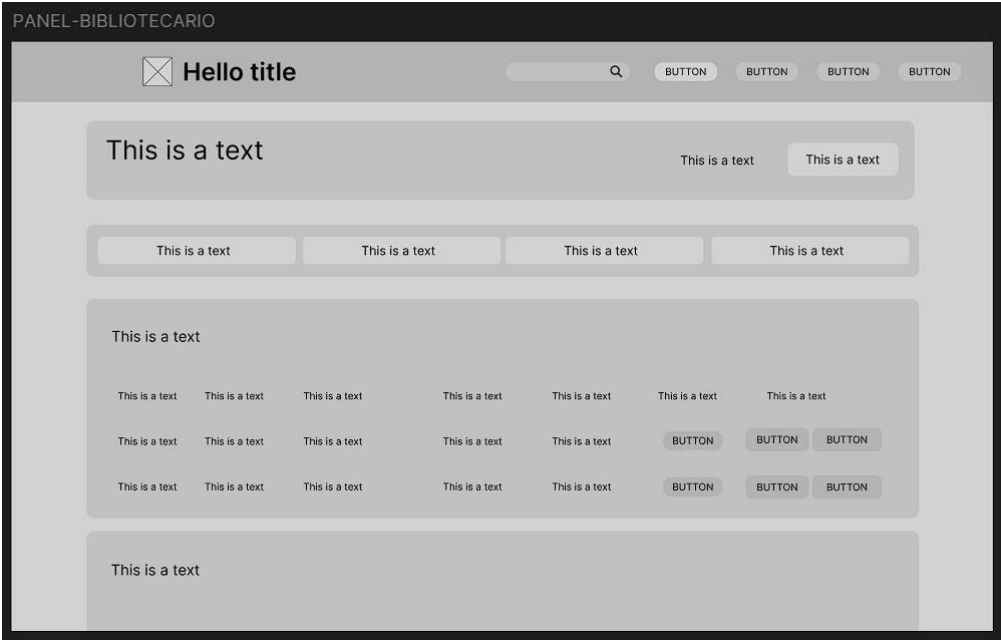 PANEL-BIBLIOTECARIO
Hello title BUTTON BUTTON BUTTON BUTTON
This is a text This is a text This is a text
This is a text This is a text This is a text This is a text
This is a text
This is a text This is a text This is a text This is a text This is a text This is a text This is a text
This is a text This is a text This is a text This is a text This is a text BUTTON BUTTON BUTTON
This is a text This is a text This is a text This is a text This is a text BUTTON BUTTON BUTTON
This is a text